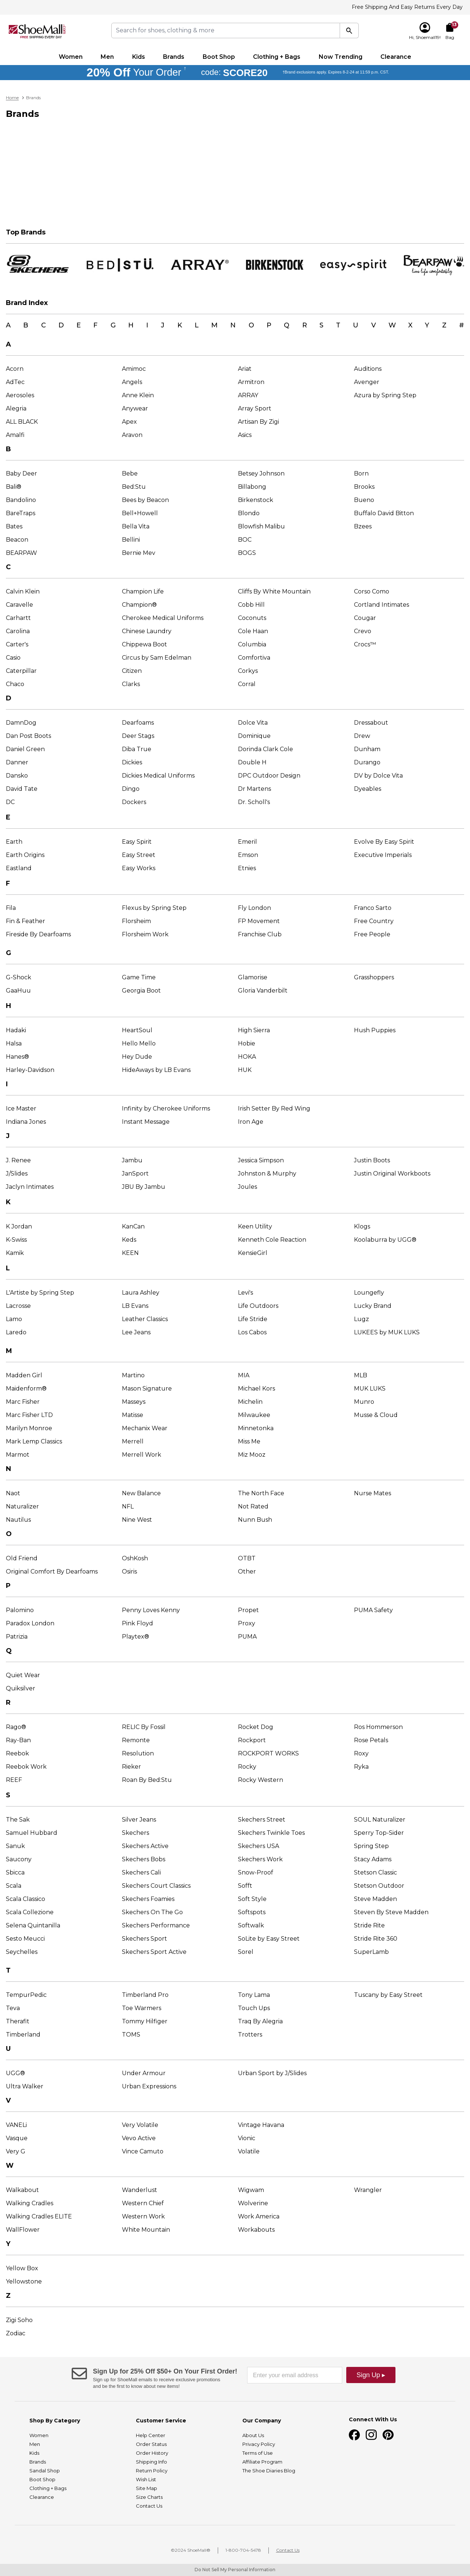 Free Shipping And Easy Returns Every Day
ShoeMall
FREE SHIPPING EVERY DAY
Search for shoes, clothing & more
Hi, Shoemall19!
Bag
Women Men Kids Brands Boot Shop Clothing + Bags Now Trending Clearance
20% Off Your Order * code: SCORE20 *Brand exclusions apply. Expires 8-2-24 at 11:59 p.m. CST.
Home > Brands
Brands
Top Brands
SKECHERS BED|STÜ. ARRAY® BIRKENSTOCK easy spirit BEARPAW live life comfortably
Brand Index
A B C D E F G H I J K L M N O P Q R S T U V W X Y Z #
A
Acorn Amimoc Ariat Auditions
AdTec Angels Armitron Avenger
Aerosoles Anne Klein ARRAY Azura by Spring Step
Alegria Anywear Array Sport
ALL BLACK Apex Artisan By Zigi
Amalfi Aravon Asics
B
Baby Deer Bebe Betsey Johnson Born
Bali® Bed:Stu Billabong Brooks
Bandolino Bees by Beacon Birkenstock Bueno
BareTraps Bell+Howell Blondo Buffalo David Bitton
Bates Bella Vita Blowfish Malibu Bzees
Beacon Bellini BOC
BEARPAW Bernie Mev BOGS
C
Calvin Klein Champion Life Cliffs By White Mountain Corso Como
Caravelle Champion® Cobb Hill Cortland Intimates
Carhartt Cherokee Medical Uniforms Coconuts Cougar
Carolina Chinese Laundry Cole Haan Crevo
Carter's Chippewa Boot Columbia Crocs™
Casio Circus by Sam Edelman Comfortiva
Caterpillar Citizen Corkys
Chaco Clarks Corral
D
DamnDog Dearfoams Dolce Vita Dressabout
Dan Post Boots Deer Stags Dominique Drew
Daniel Green Diba True Dorinda Clark Cole Dunham
Danner Dickies Double H Durango
Dansko Dickies Medical Uniforms DPC Outdoor Design DV by Dolce Vita
David Tate Dingo Dr Martens Dyeables
DC Dockers Dr. Scholl's
E
Earth Easy Spirit Emeril Evolve By Easy Spirit
Earth Origins Easy Street Emson Executive Imperials
Eastland Easy Works Etnies
F
Fila Flexus by Spring Step Fly London Franco Sarto
Fin & Feather Florsheim FP Movement Free Country
Fireside By Dearfoams Florsheim Work Franchise Club Free People
G
G-Shock Game Time Glamorise Grasshoppers
GaaHuu Georgia Boot Gloria Vanderbilt
H
Hadaki HeartSoul High Sierra Hush Puppies
Halsa Hello Mello Hobie
Hanes® Hey Dude HOKA
Harley-Davidson HideAways by LB Evans HUK
I
Ice Master Infinity by Cherokee Uniforms Irish Setter By Red Wing
Indiana Jones Instant Message Iron Age
J
J. Renee Jambu Jessica Simpson Justin Boots
J/Slides JanSport Johnston & Murphy Justin Original Workboots
Jaclyn Intimates JBU By Jambu Joules
K
K Jordan KanCan Keen Utility Klogs
K-Swiss Keds Kenneth Cole Reaction Koolaburra by UGG®
Kamik KEEN KensieGirl
L
L'Artiste by Spring Step Laura Ashley Levi's Loungefly
Lacrosse LB Evans Life Outdoors Lucky Brand
Lamo Leather Classics Life Stride Lugz
Laredo Lee Jeans Los Cabos LUKEES by MUK LUKS
M
Madden Girl Martino MIA MLB
Maidenform® Mason Signature Michael Kors MUK LUKS
Marc Fisher Masseys Michelin Munro
Marc Fisher LTD Matisse Milwaukee Musse & Cloud
Marilyn Monroe Mechanix Wear Minnetonka
Mark Lemp Classics Merrell Miss Me
Marmot Merrell Work Miz Mooz
N
Naot New Balance The North Face Nurse Mates
Naturalizer NFL Not Rated
Nautilus Nine West Nunn Bush
O
Old Friend OshKosh OTBT
Original Comfort By Dearfoams Osiris Other
P
Palomino Penny Loves Kenny Propet PUMA Safety
Paradox London Pink Floyd Proxy
Patrizia Playtex® PUMA
Q
Quiet Wear
Quiksilver
R
Rago® RELIC By Fossil Rocket Dog Ros Hommerson
Ray-Ban Remonte Rockport Rose Petals
Reebok Resolution ROCKPORT WORKS Roxy
Reebok Work Rieker Rocky Ryka
REEF Roan By Bed:Stu Rocky Western
S
The Sak Silver Jeans Skechers Street SOUL Naturalizer
Samuel Hubbard Skechers Skechers Twinkle Toes Sperry Top-Sider
Sanuk Skechers Active Skechers USA Spring Step
Saucony Skechers Bobs Skechers Work Stacy Adams
Sbicca Skechers Cali Snow-Proof Stetson Classic
Scala Skechers Court Classics Sofft Stetson Outdoor
Scala Classico Skechers Foamies Soft Style Steve Madden
Scala Collezione Skechers On The Go Softspots Steven By Steve Madden
Selena Quintanilla Skechers Performance Softwalk Stride Rite
Sesto Meucci Skechers Sport SoLite by Easy Street Stride Rite 360
Seychelles Skechers Sport Active Sorel SuperLamb
T
TempurPedic Timberland Pro Tony Lama Tuscany by Easy Street
Teva Toe Warmers Touch Ups
Therafit Tommy Hilfiger Traq By Alegria
Timberland TOMS Trotters
U
UGG® Under Armour Urban Sport by J/Slides
Ultra Walker Urban Expressions
V
VANELi Very Volatile Vintage Havana
Vasque Vevo Active Vionic
Very G Vince Camuto Volatile
W
Walkabout Wanderlust Wigwam Wrangler
Walking Cradles Western Chief Wolverine
Walking Cradles ELITE Western Work Work America
WallFlower White Mountain Workabouts
Y
Yellow Box
Yellowstone
Z
Zigi Soho
Zodiac
Sign Up for 25% Off $50+ On Your First Order!
Sign up for ShoeMall emails to receive exclusive promotions
and be the first to know about new items!
Enter your email address
Sign Up ▸
Shop By Category
Women
Men
Kids
Brands
Sandal Shop
Boot Shop
Clothing + Bags
Clearance
Customer Service
Help Center
Order Status
Order History
Shipping Info
Return Policy
Wish List
Site Map
Size Charts
Contact Us
Our Company
About Us
Privacy Policy
Terms of Use
Affiliate Program
The Shoe Diaries Blog
Connect With Us
©2024 ShoeMall® | 1-800-704-5478 | Contact Us
Do Not Sell My Personal Information